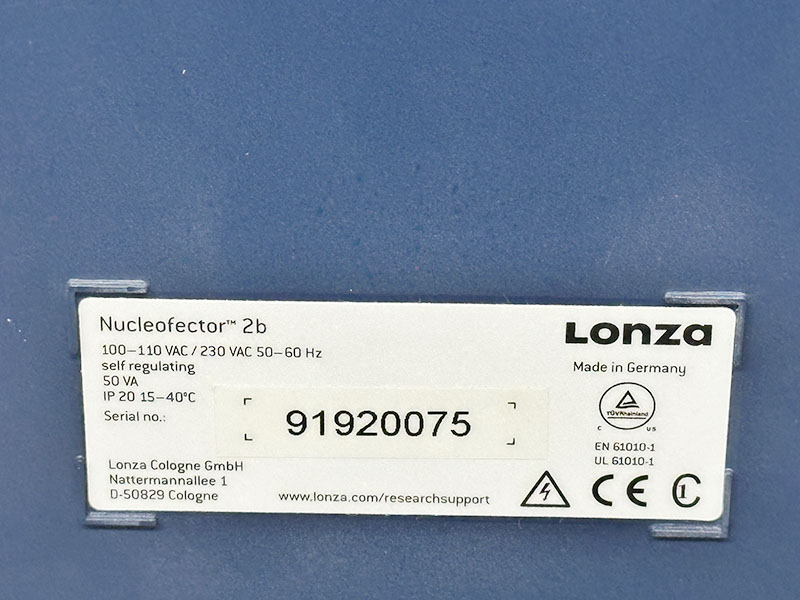 Nucleofector™ 2b
Lonza
100–110 VAC / 230 VAC 50–60 Hz
self regulating
50 VA
IP 20 15–40°C
Serial no.:
91920075
Made in Germany
TÜVRheinland
c us
EN 61010-1
UL 61010-1
Lonza Cologne GmbH
Nattermannallee 1
D-50829 Cologne
www.lonza.com/researchsupport
CE
C1